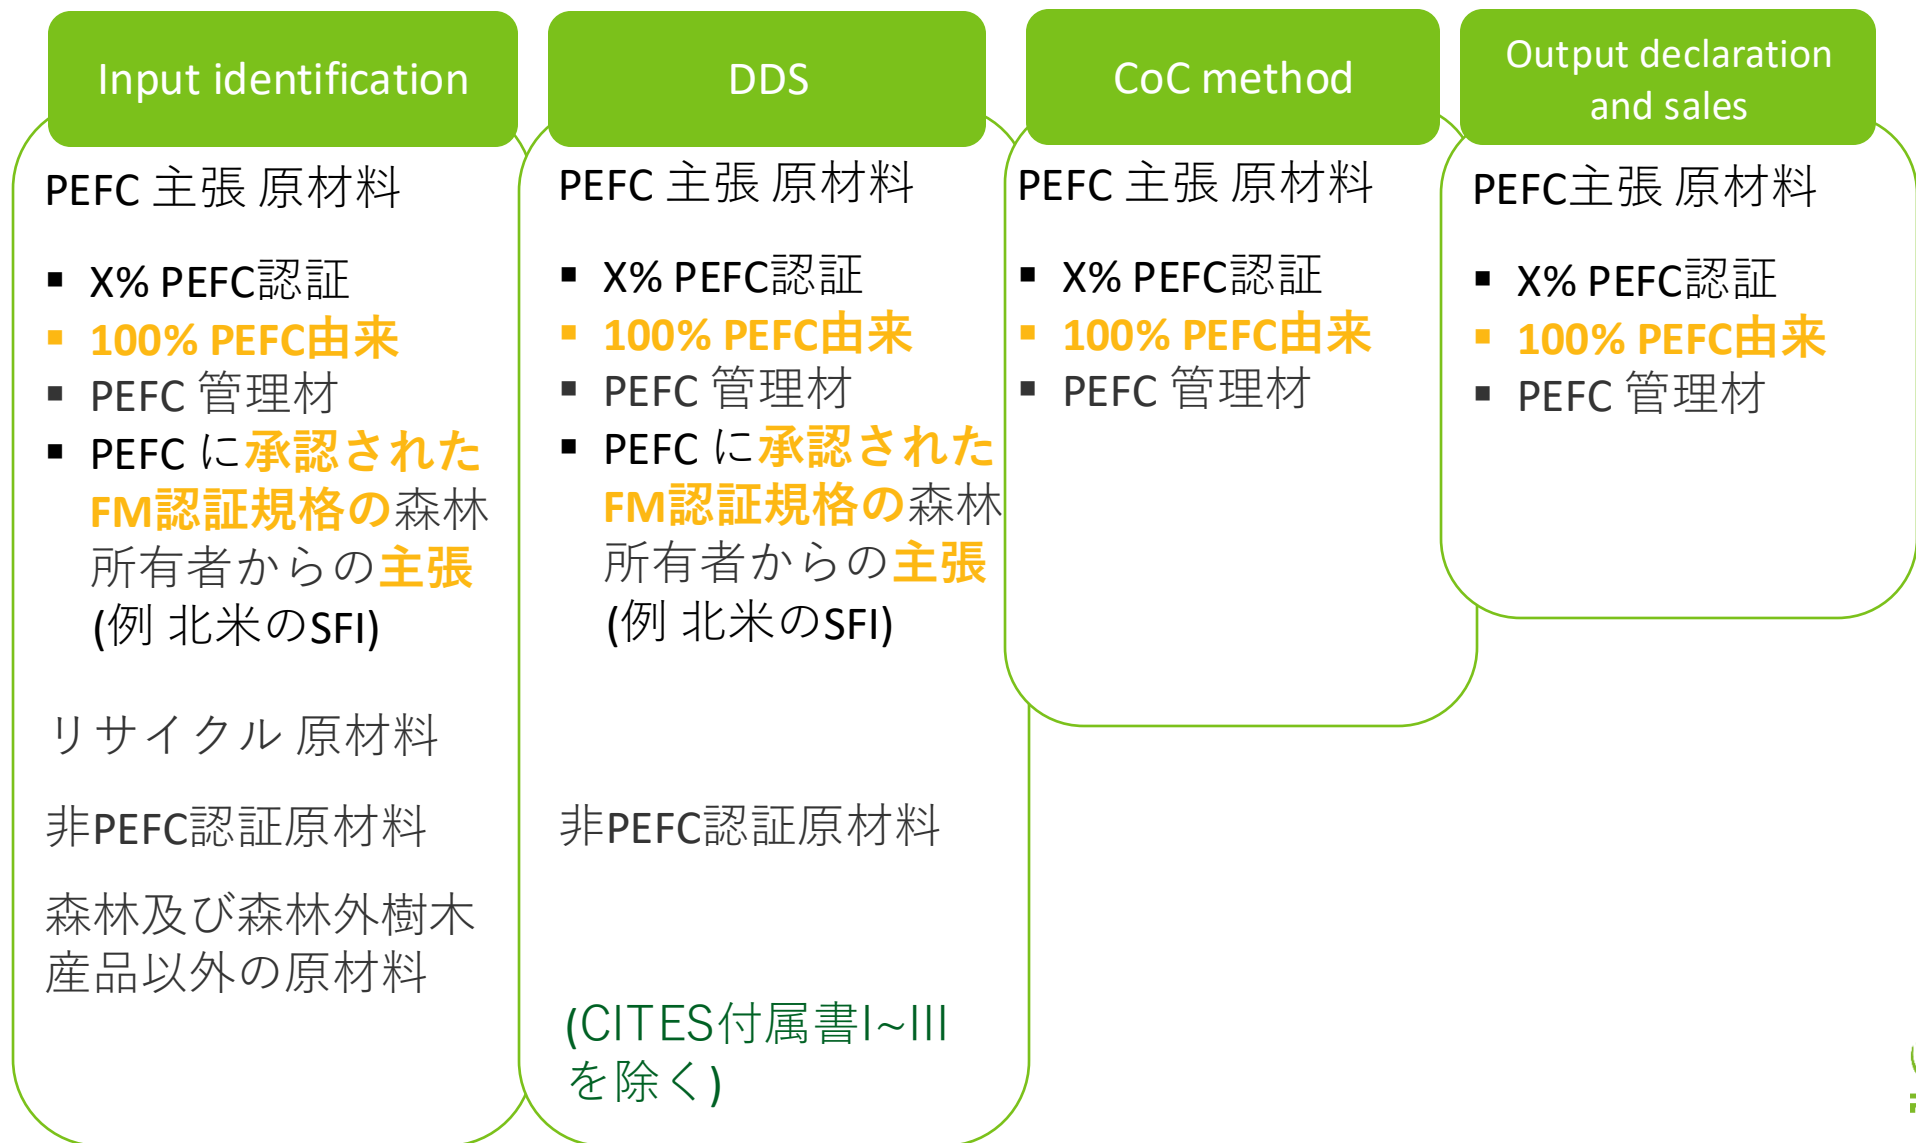 Input identification
PEFC 主張 原材料
▪ X% PEFC認証
▪ 100% PEFC由来
▪ PEFC 管理材
▪ PEFC に承認された
FM認証規格の森林
所有者からの主張
(例 北米のSFI)
リサイクル 原材料
非PEFC認証原材料
森林及び森林外樹木
産品以外の原材料
DDS
PEFC 主張 原材料
▪ X% PEFC認証
▪ 100% PEFC由来
▪ PEFC 管理材
▪ PEFC に承認された
FM認証規格の森林
所有者からの主張
(例 北米のSFI)
非PEFC認証原材料
(CITES付属書I~III
を除く)
CoC method
PEFC 主張 原材料
▪ X% PEFC認証
▪ 100% PEFC由来
▪ PEFC 管理材
Output declaration
and sales
PEFC主張 原材料
▪ X% PEFC認証
▪ 100% PEFC由来
▪ PEFC 管理材